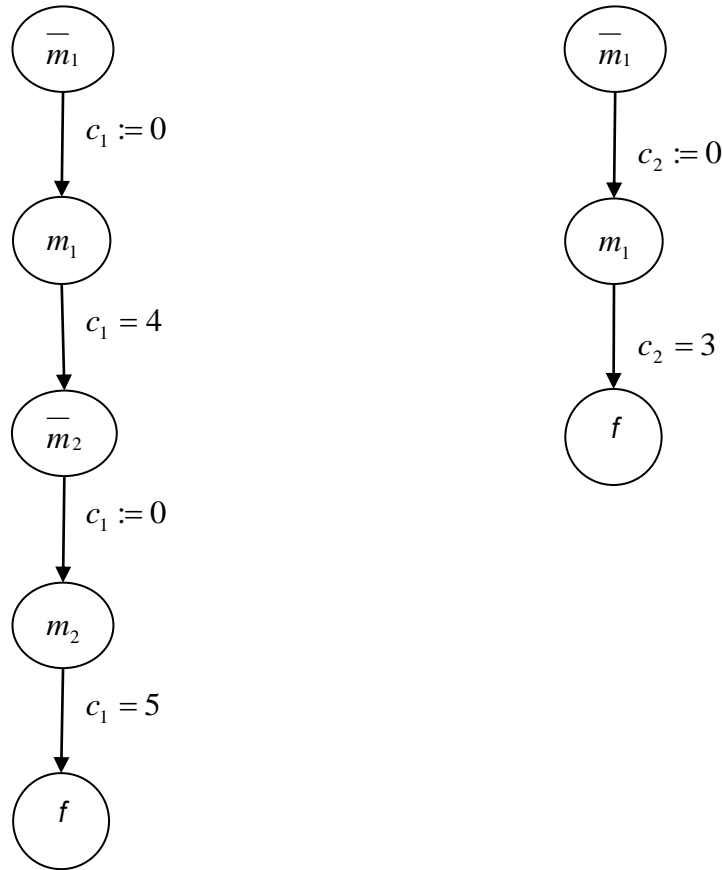 m̅₁
c₁ := 0
m₁
c₁ = 4
m̅₂
c₁ := 0
m₂
c₁ = 5
f
m̅₁
c₂ := 0
m₁
c₂ = 3
f